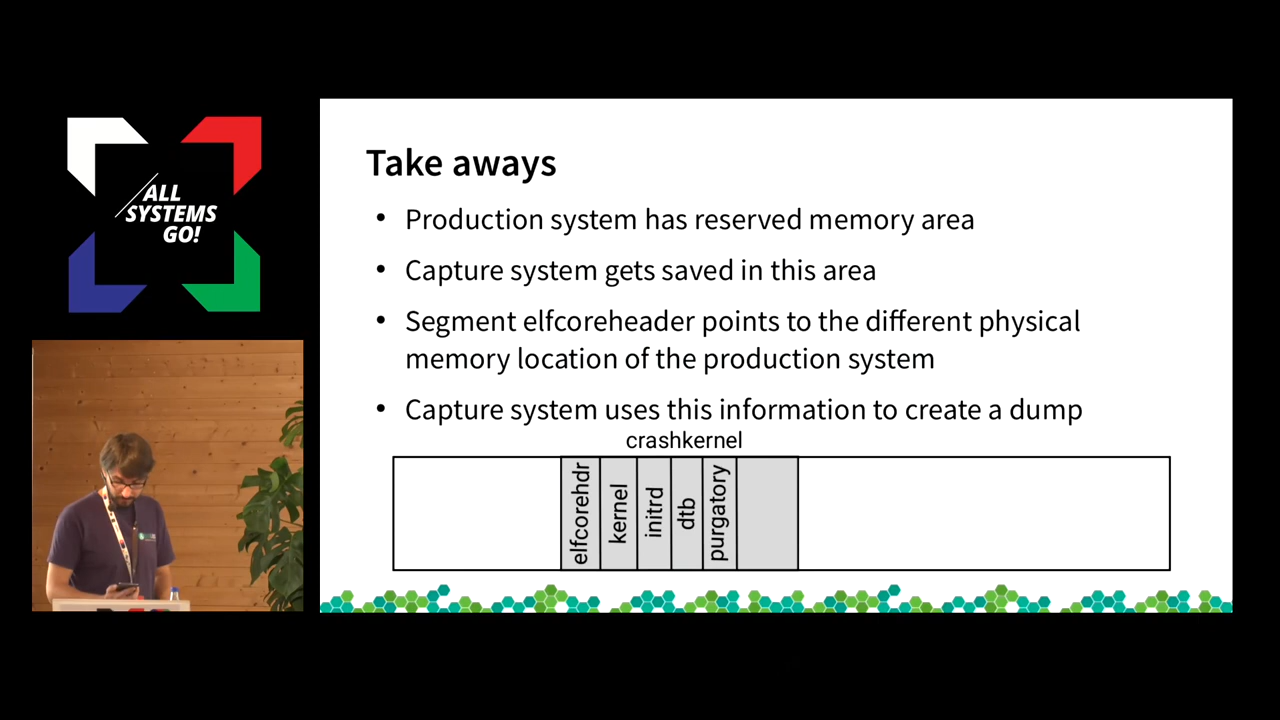 ALL
SYSTEMS
GO!
Take aways
• Production system has reserved memory area
• Capture system gets saved in this area
• Segment elfcoreheader points to the different physical
memory location of the production system
• Capture system uses this information to create a dump
crashkernel
elfcorehdr
kernel
initrd
dtb
purgatory